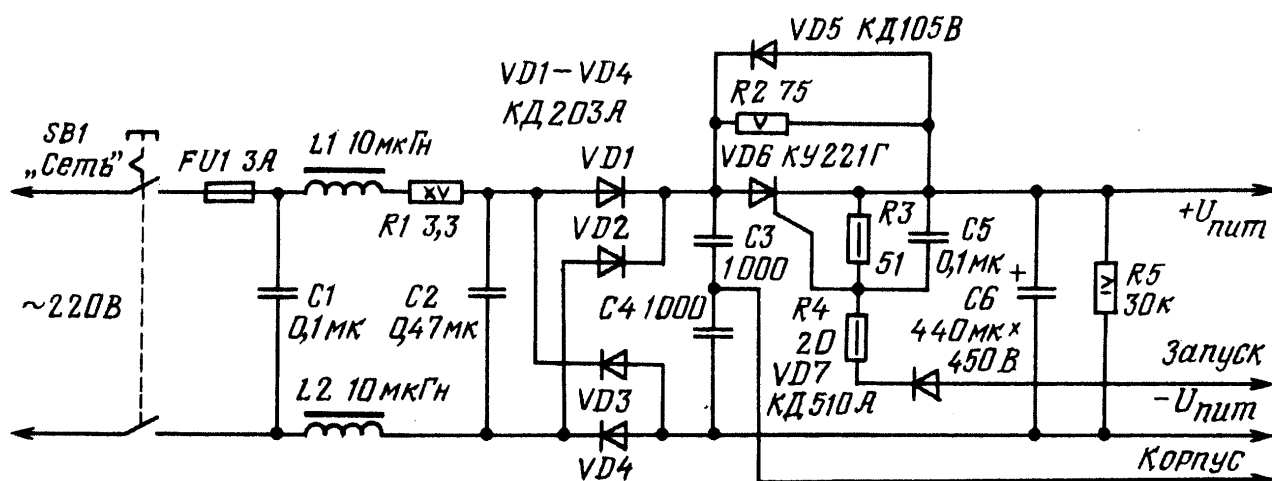 SB1
„Сеть"
FU1 3А
L1 10мкГн
R1 3,3
VD1–VD4
КД203А
VD1
VD2
VD3
VD4
VD5 КД105В
R2 75
VD6 КУ221Г
C3
1000
C4 1000
R3
51
C5
0,1мк
R4
20
VD7
КД510А
C6
440мк×
450В
+
R5
30к
+Uпит
Запуск
–Uпит
Корпус
~220В
C1
0,1мк
C2
0,47мк
L2 10мкГн